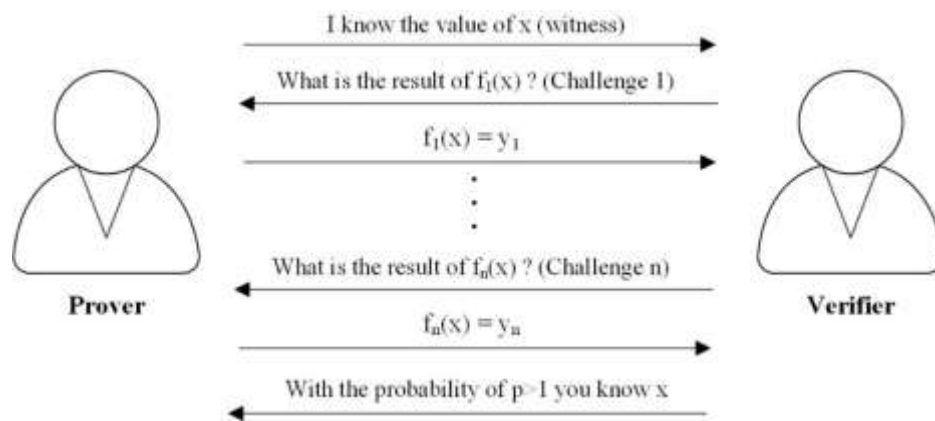 I know the value of x (witness)
What is the result of f₁(x) ? (Challenge 1)
f₁(x) = y₁
What is the result of fₙ(x) ? (Challenge n)
Prover
Verifier
fₙ(x) = yₙ
With the probability of p>1 you know x